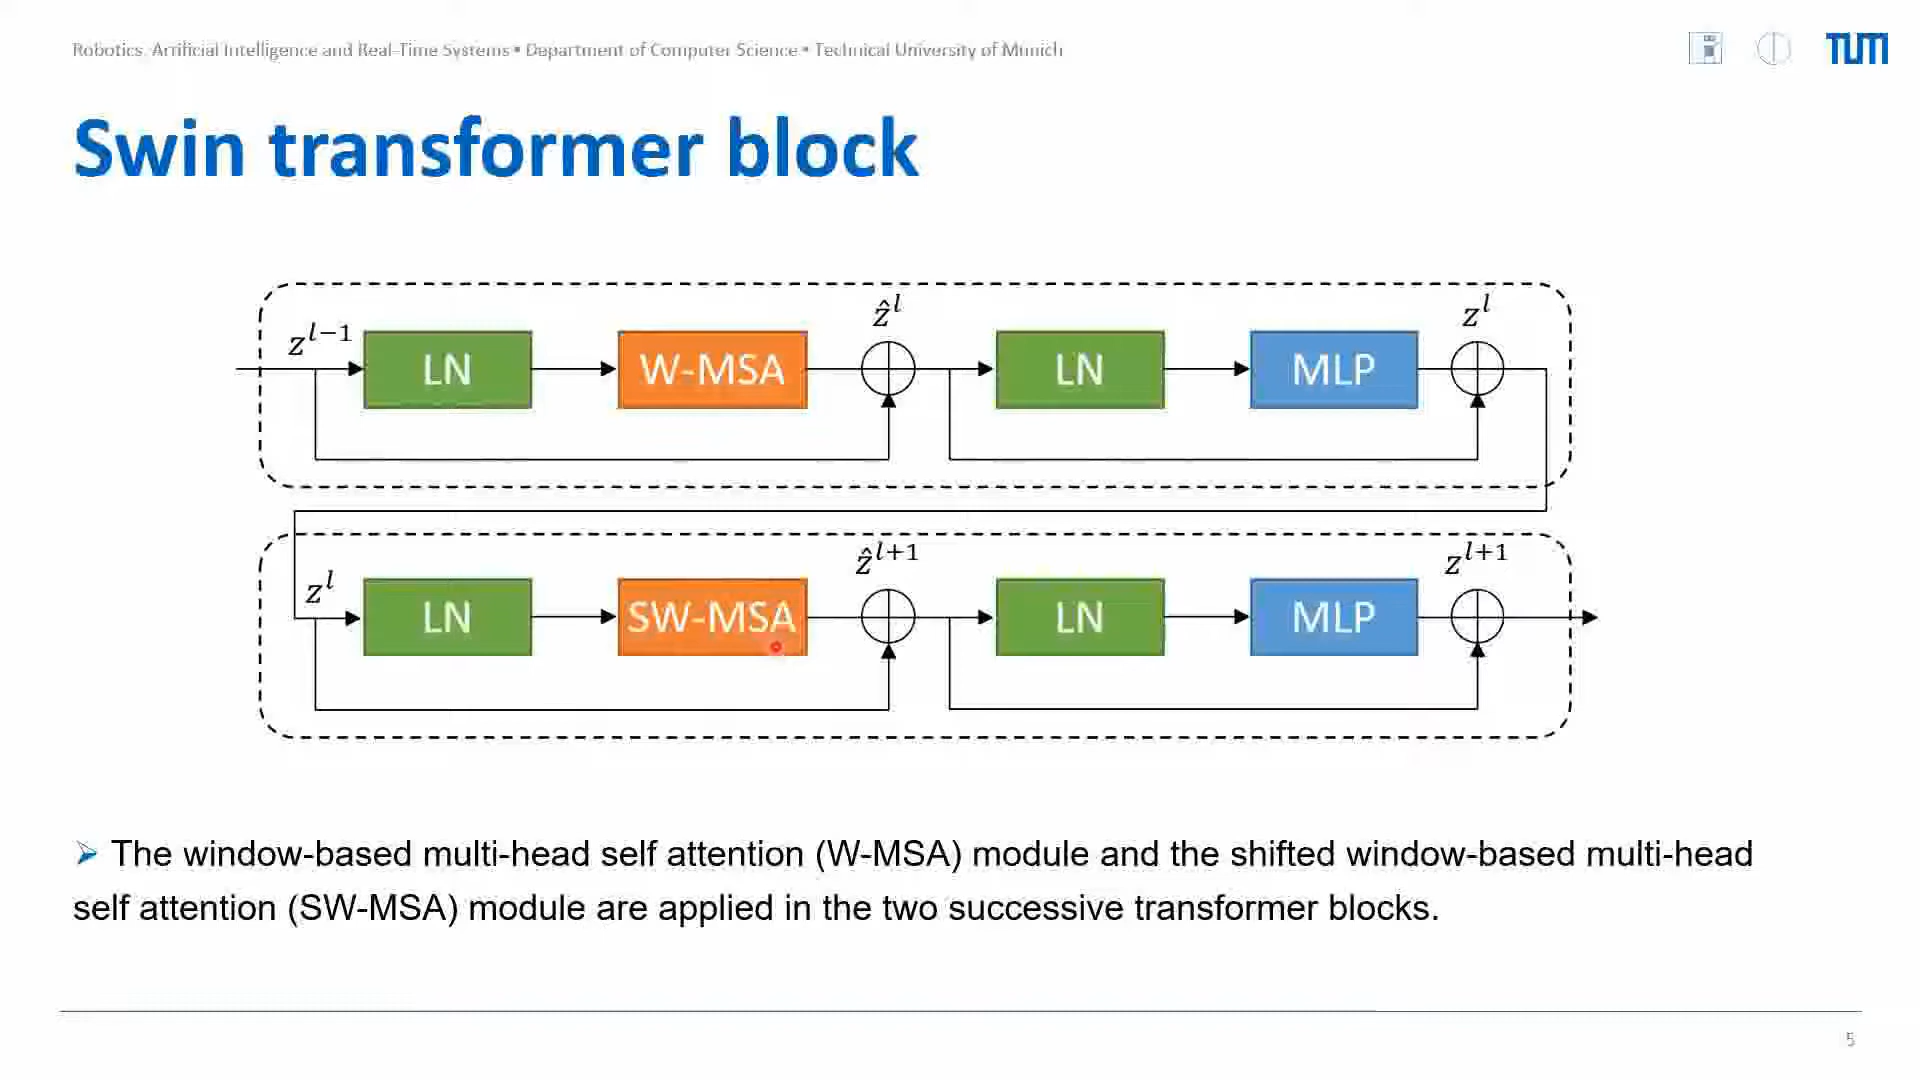 Robotics, Artificial Intelligence and Real-Time Systems • Department of Computer Science • Technical University of Munich
TUM
Swin transformer block
z^{l-1}
LN
W-MSA
ẑ^l
LN
MLP
z^l
z^l
LN
SW-MSA
ẑ^{l+1}
LN
MLP
z^{l+1}
➢ The window-based multi-head self attention (W-MSA) module and the shifted window-based multi-head
self attention (SW-MSA) module are applied in the two successive transformer blocks.
5